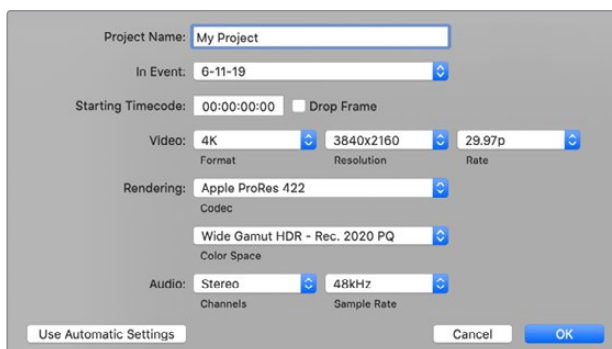 Project Name: My Project
In Event: 6-11-19
Starting Timecode: 00:00:00:00 Drop Frame
Video: 4K 3840x2160 29.97p
Format Resolution Rate
Rendering: Apple ProRes 422
Codec
Wide Gamut HDR - Rec. 2020 PQ
Color Space
Audio: Stereo 48kHz
Channels Sample Rate
Use Automatic Settings Cancel OK